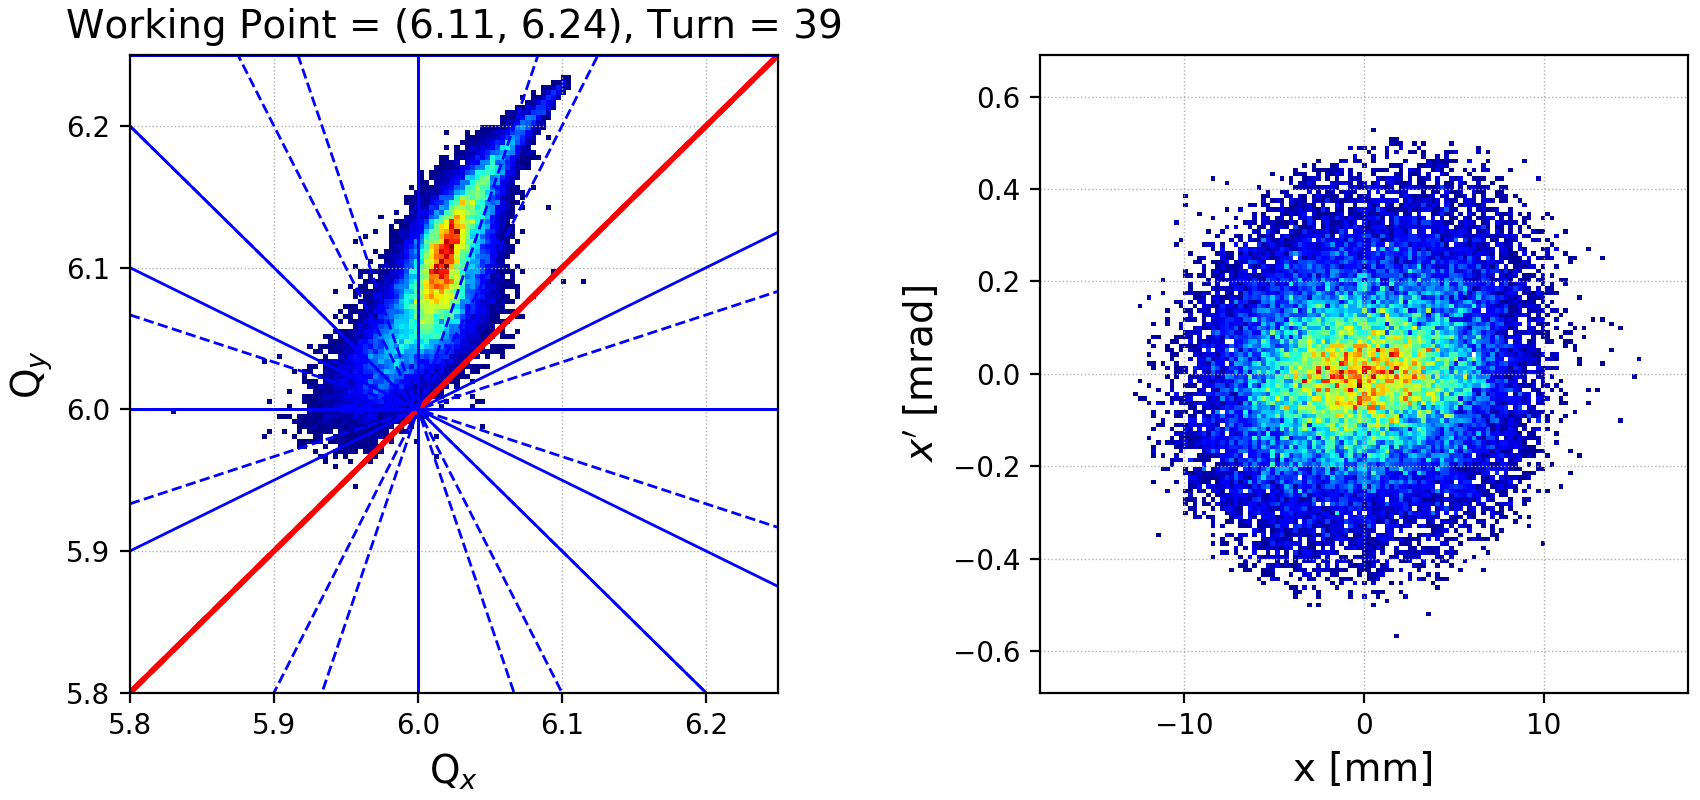 Working Point = (6.11, 6.24), Turn = 39
6.2
6.1
6.0
5.9
5.8
Q_y
5.8 5.9 6.0 6.1 6.2
Q_x
0.6
0.4
0.2
0.0
−0.2
−0.4
−0.6
x′ [mrad]
−10 0 10
x [mm]